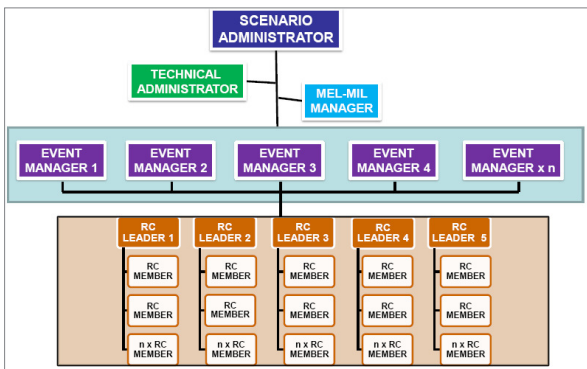 SCENARIO
ADMINISTRATOR
TECHNICAL
ADMINISTRATOR
MEL-MIL
MANAGER
EVENT
MANAGER 1
EVENT
MANAGER 2
EVENT
MANAGER 3
EVENT
MANAGER 4
EVENT
MANAGER x n
RC
LEADER 1
RC
LEADER 2
RC
LEADER 3
RC
LEADER 4
RC
LEADER 5
RC
MEMBER
RC
MEMBER
RC
MEMBER
RC
MEMBER
RC
MEMBER
RC
MEMBER
RC
MEMBER
RC
MEMBER
RC
MEMBER
RC
MEMBER
n x RC
MEMBER
n x RC
MEMBER
n x RC
MEMBER
n x RC
MEMBER
n x RC
MEMBER